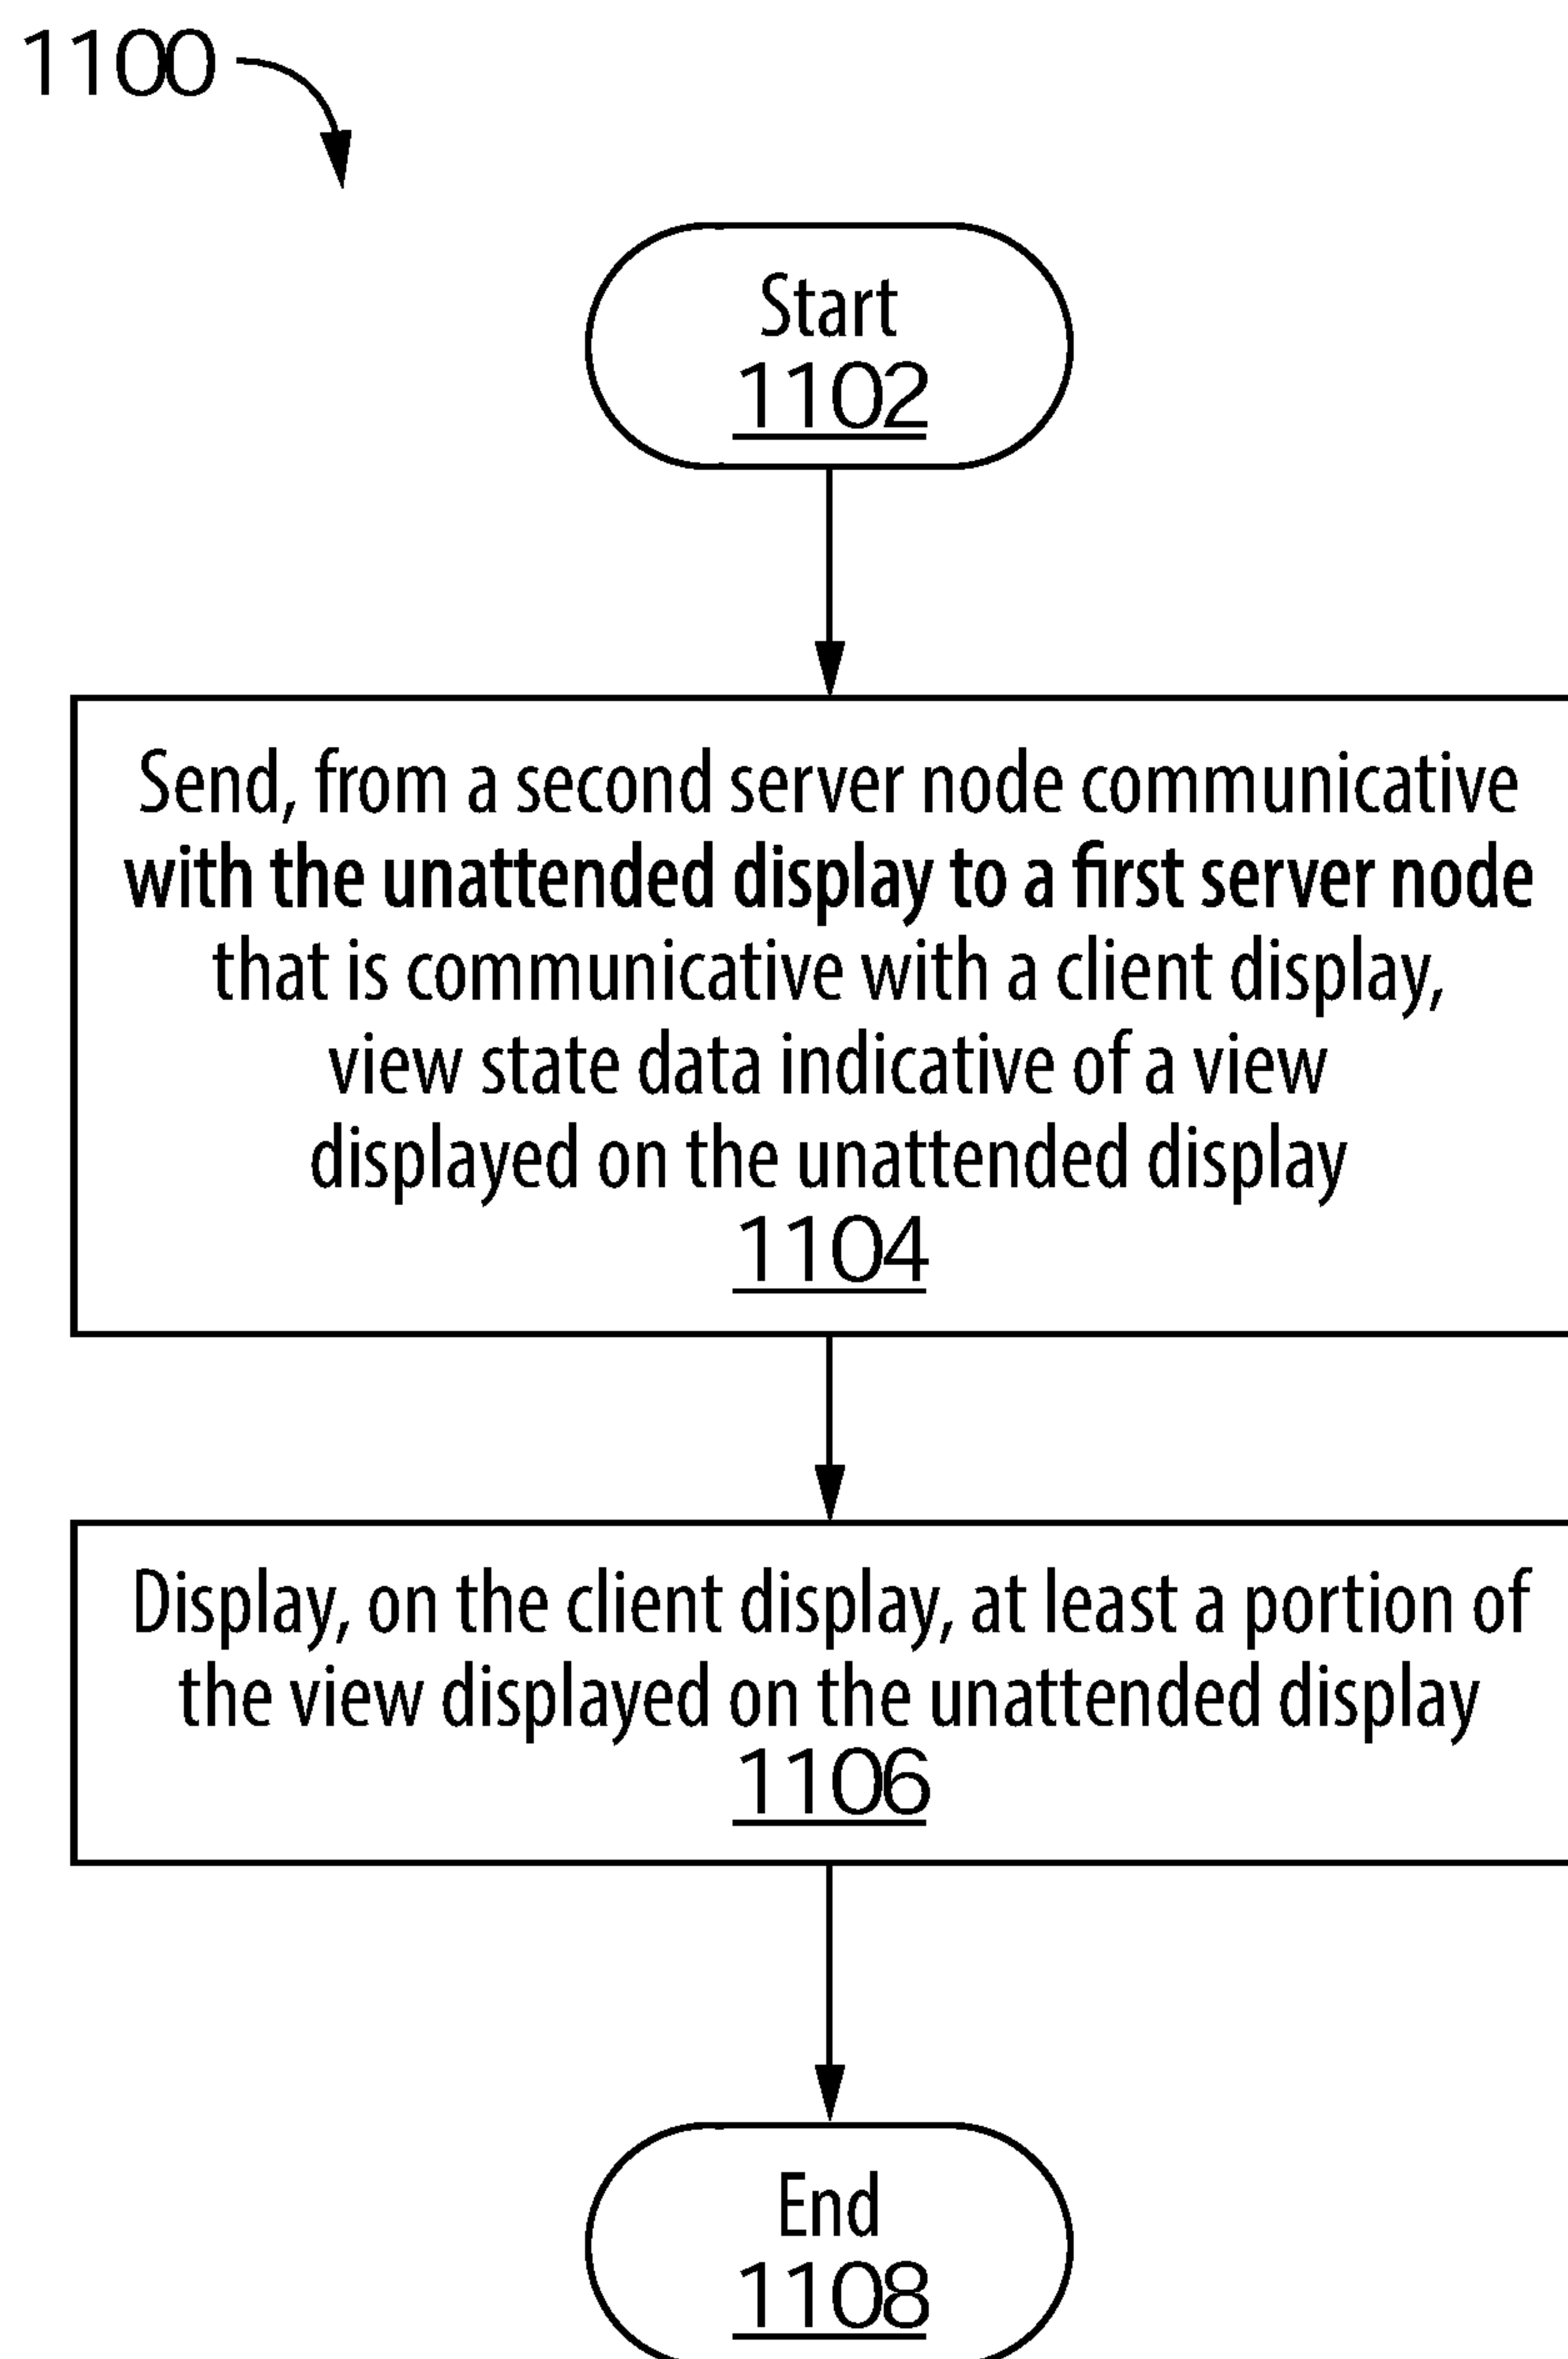 1100
Start
1102
Send, from a second server node communicative
with the unattended display to a first server node
that is communicative with a client display,
view state data indicative of a view
displayed on the unattended display
1104
Display, on the client display, at least a portion of
the view displayed on the unattended display
1106
End
1108